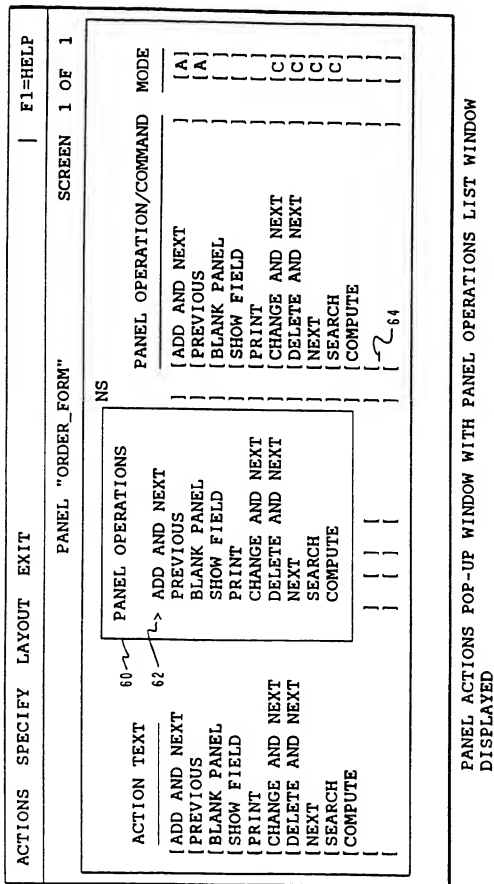 ACTIONS SPECIFY LAYOUT EXIT | F1=HELP
PANEL "ORDER_FORM" SCREEN 1 OF 1
NS
ACTION TEXT PANEL OPERATION/COMMAND MODE
60 PANEL OPERATIONS
62 > ADD AND NEXT
PREVIOUS
BLANK PANEL
SHOW FIELD
PRINT
CHANGE AND NEXT
DELETE AND NEXT
NEXT
SEARCH
COMPUTE
[ADD AND NEXT ] [ADD AND NEXT ] [A]
[PREVIOUS ] [PREVIOUS ] [A]
[BLANK PANEL ] [BLANK PANEL ] [ ]
[SHOW FIELD ] [SHOW FIELD ] [ ]
[PRINT ] [PRINT ] [ ]
[CHANGE AND NEXT ] [CHANGE AND NEXT ] [C]
[DELETE AND NEXT ] [DELETE AND NEXT ] [C]
[NEXT ] [NEXT ] [C]
[SEARCH ] [SEARCH ] [C]
[COMPUTE ] [COMPUTE ] [ ]
[ ] [ ] [ ] [ ] [ ]
[ ] [ ] [ ] [ 64 ] [ ]
PANEL ACTIONS POP-UP WINDOW WITH PANEL OPERATIONS LIST WINDOW
DISPLAYED